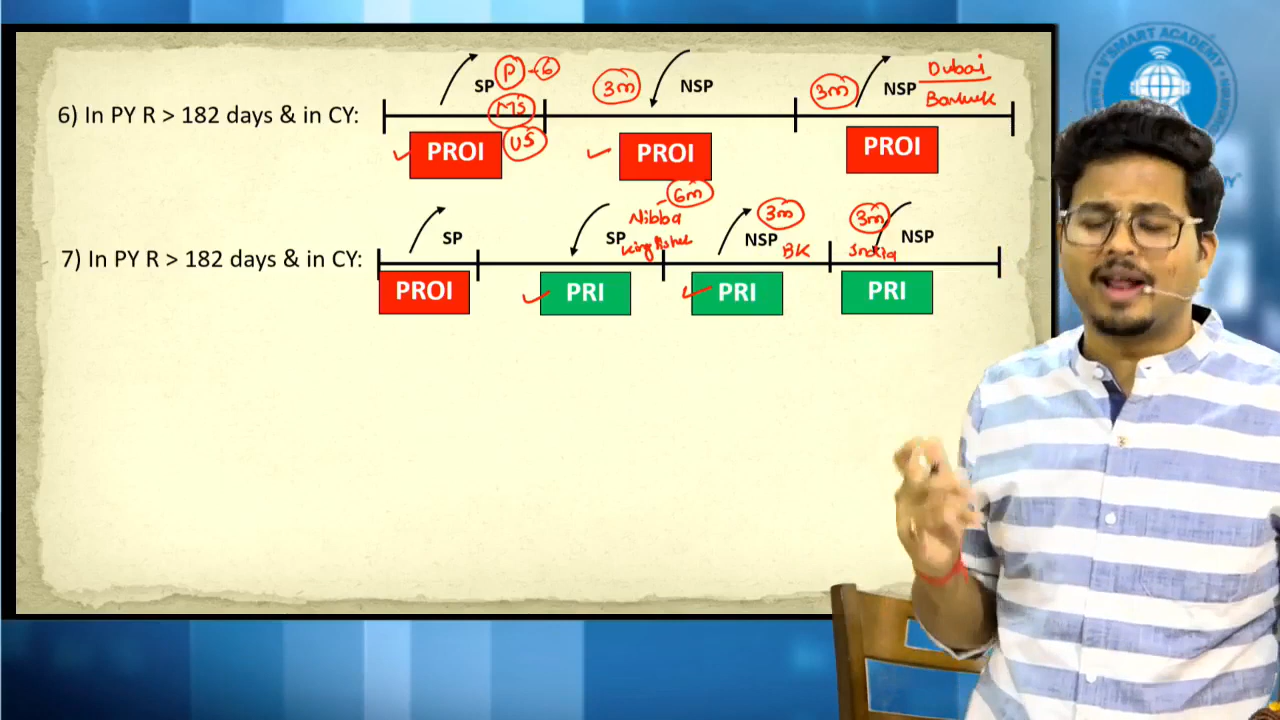 6) In PY R > 182 days & in CY:
SP P - 6
MS
US
3m NSP
3m NSP Dubai
PROI
PROI
PROI
7) In PY R > 182 days & in CY:
SP
SP Nibba - 6m
NSP 3m
BK
3m NSP
India
PROI
PRI
PRI
PRI
V'SMART ACADEMY